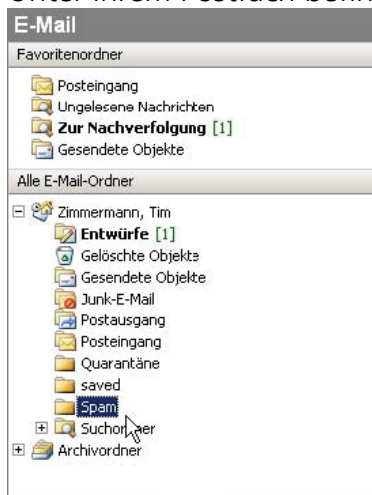 E-Mail
Favoritenordner
Posteingang
Ungelesene Nachrichten
Zur Nachverfolgung [1]
Gesendete Objekte
Alle E-Mail-Ordner
Zimmermann, Tim
Entwürfe [1]
Gelöschte Objekte
Gesendete Objekte
Junk-E-Mail
Postausgang
Posteingang
Quarantäne
saved
Spam
Suchordner
Archivordner